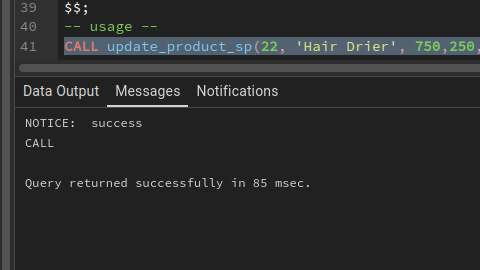 39 $$;
40 -- usage --
41 CALL update_product_sp(22, 'Hair Drier', 750,250,
Data Output Messages Notifications
NOTICE:  success
CALL
Query returned successfully in 85 msec.